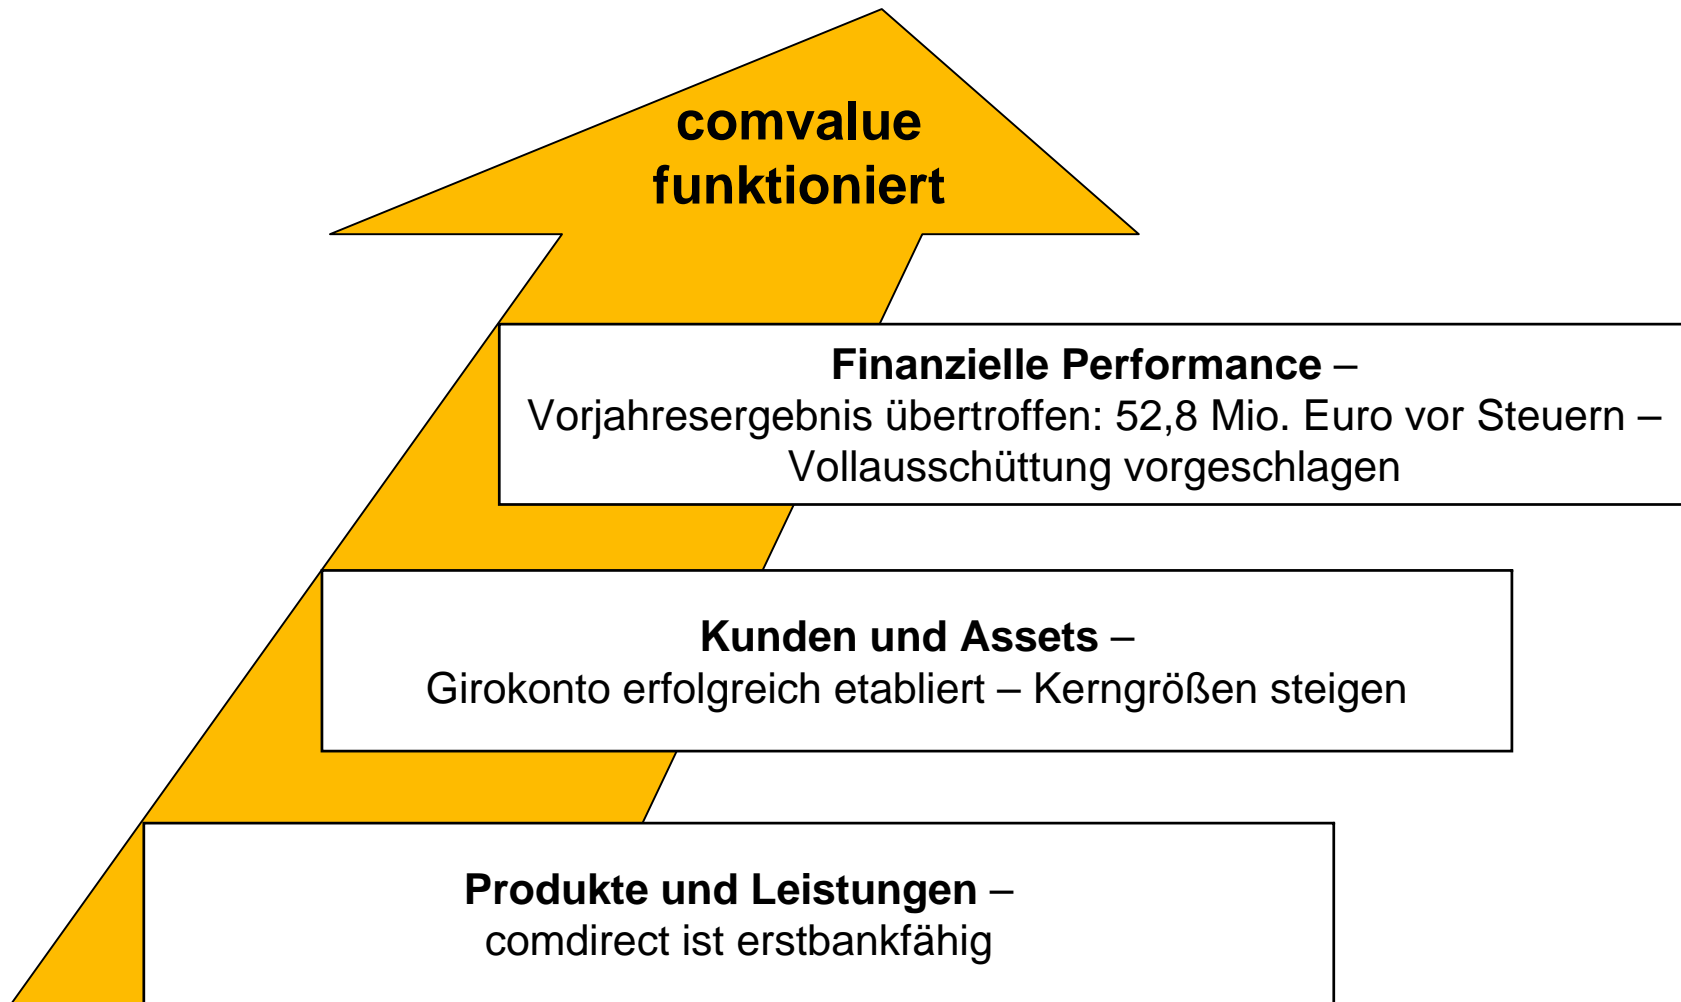 comvalue
funktioniert
Finanzielle Performance –
Vorjahresergebnis übertroffen: 52,8 Mio. Euro vor Steuern –
Vollausschüttung vorgeschlagen
Kunden und Assets –
Girokonto erfolgreich etabliert – Kerngrößen steigen
Produkte und Leistungen –
comdirect ist erstbankfähig